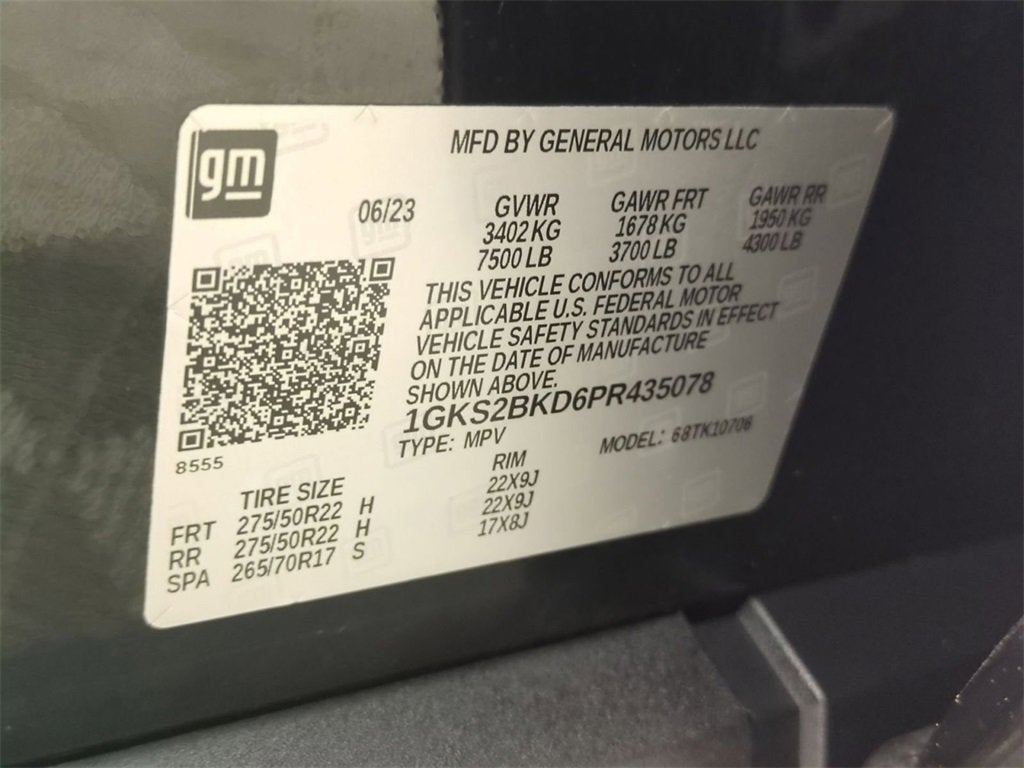 gm
MFD BY GENERAL MOTORS LLC
06/23 GVWR GAWR FRT GAWR RR
3402 KG 1678 KG 1950 KG
7500 LB 3700 LB 4300 LB
THIS VEHICLE CONFORMS TO ALL
APPLICABLE U.S. FEDERAL MOTOR
VEHICLE SAFETY STANDARDS IN EFFECT
ON THE DATE OF MANUFACTURE
SHOWN ABOVE.
1GKS2BKD6PR435078
TYPE: MPV MODEL: 68TK10706
8555
TIRE SIZE RIM
FRT 275/50R22 H 22X9J
RR 275/50R22 H 22X9J
SPA 265/70R17 S 17X8J